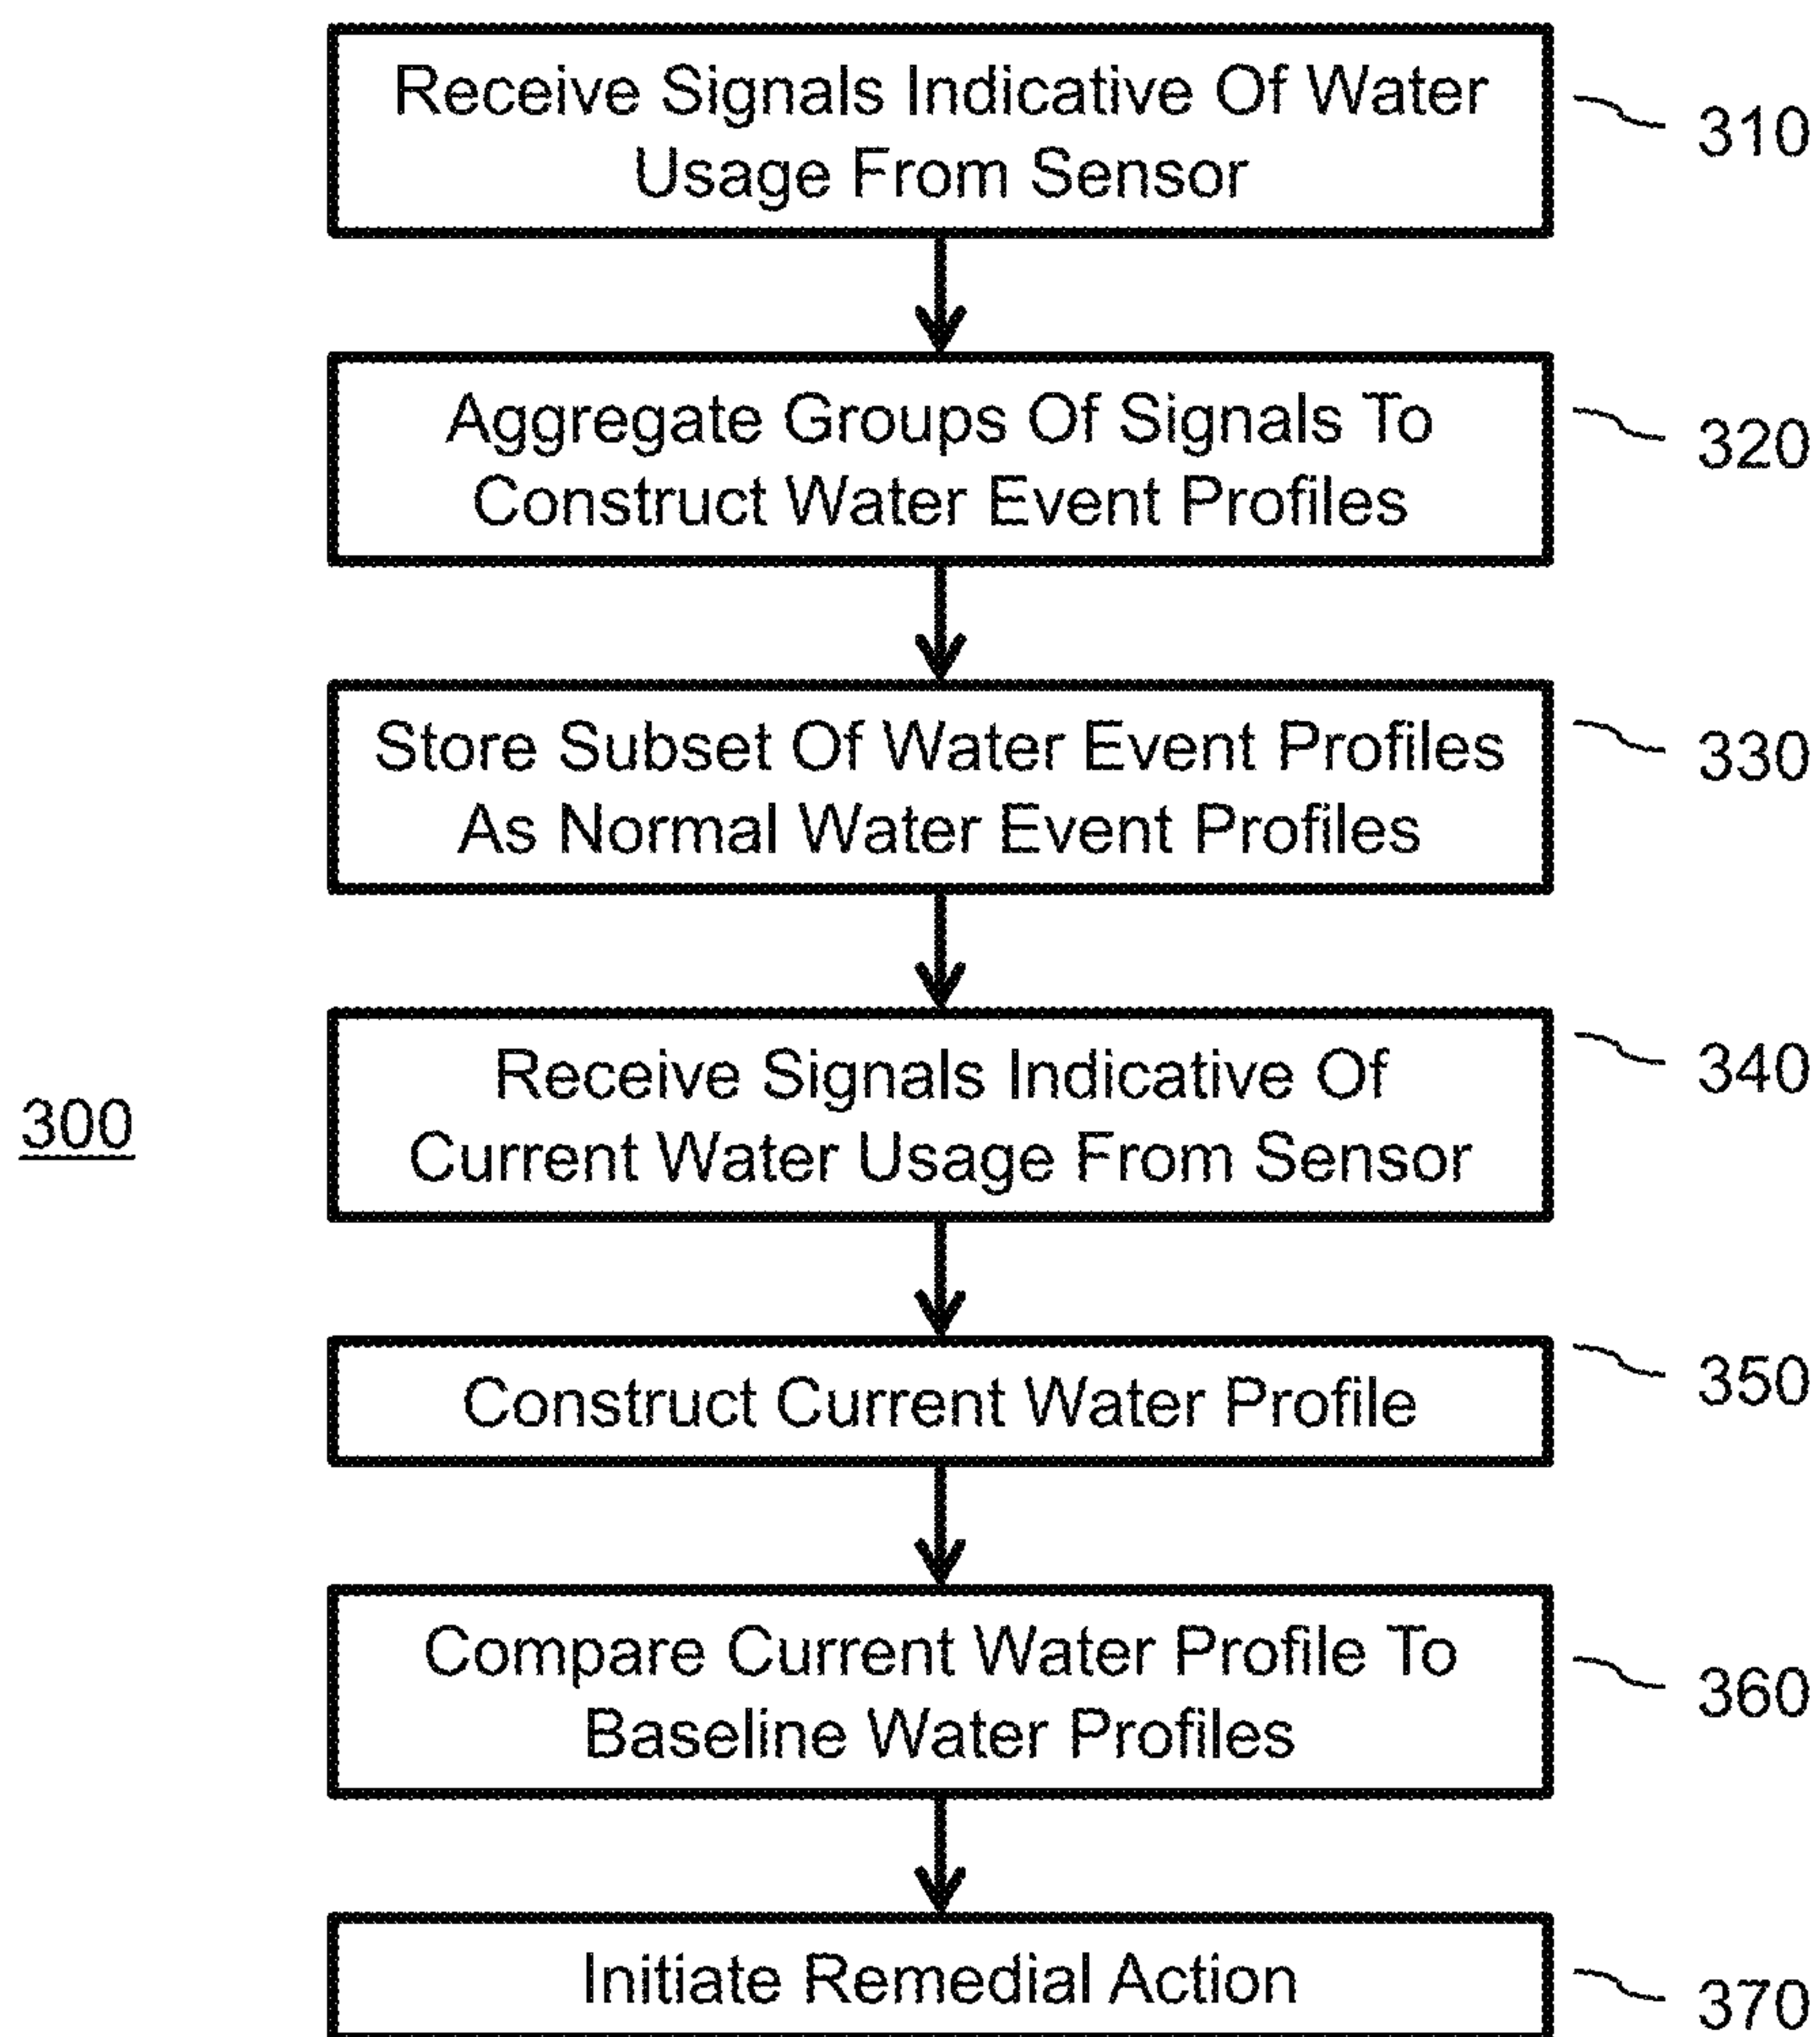 Receive Signals Indicative Of Water
Usage From Sensor
310
Aggregate Groups Of Signals To
Construct Water Event Profiles
320
Store Subset Of Water Event Profiles
As Normal Water Event Profiles
330
Receive Signals Indicative Of
Current Water Usage From Sensor
340
300
Construct Current Water Profile
350
Compare Current Water Profile To
Baseline Water Profiles
360
Initiate Remedial Action
370